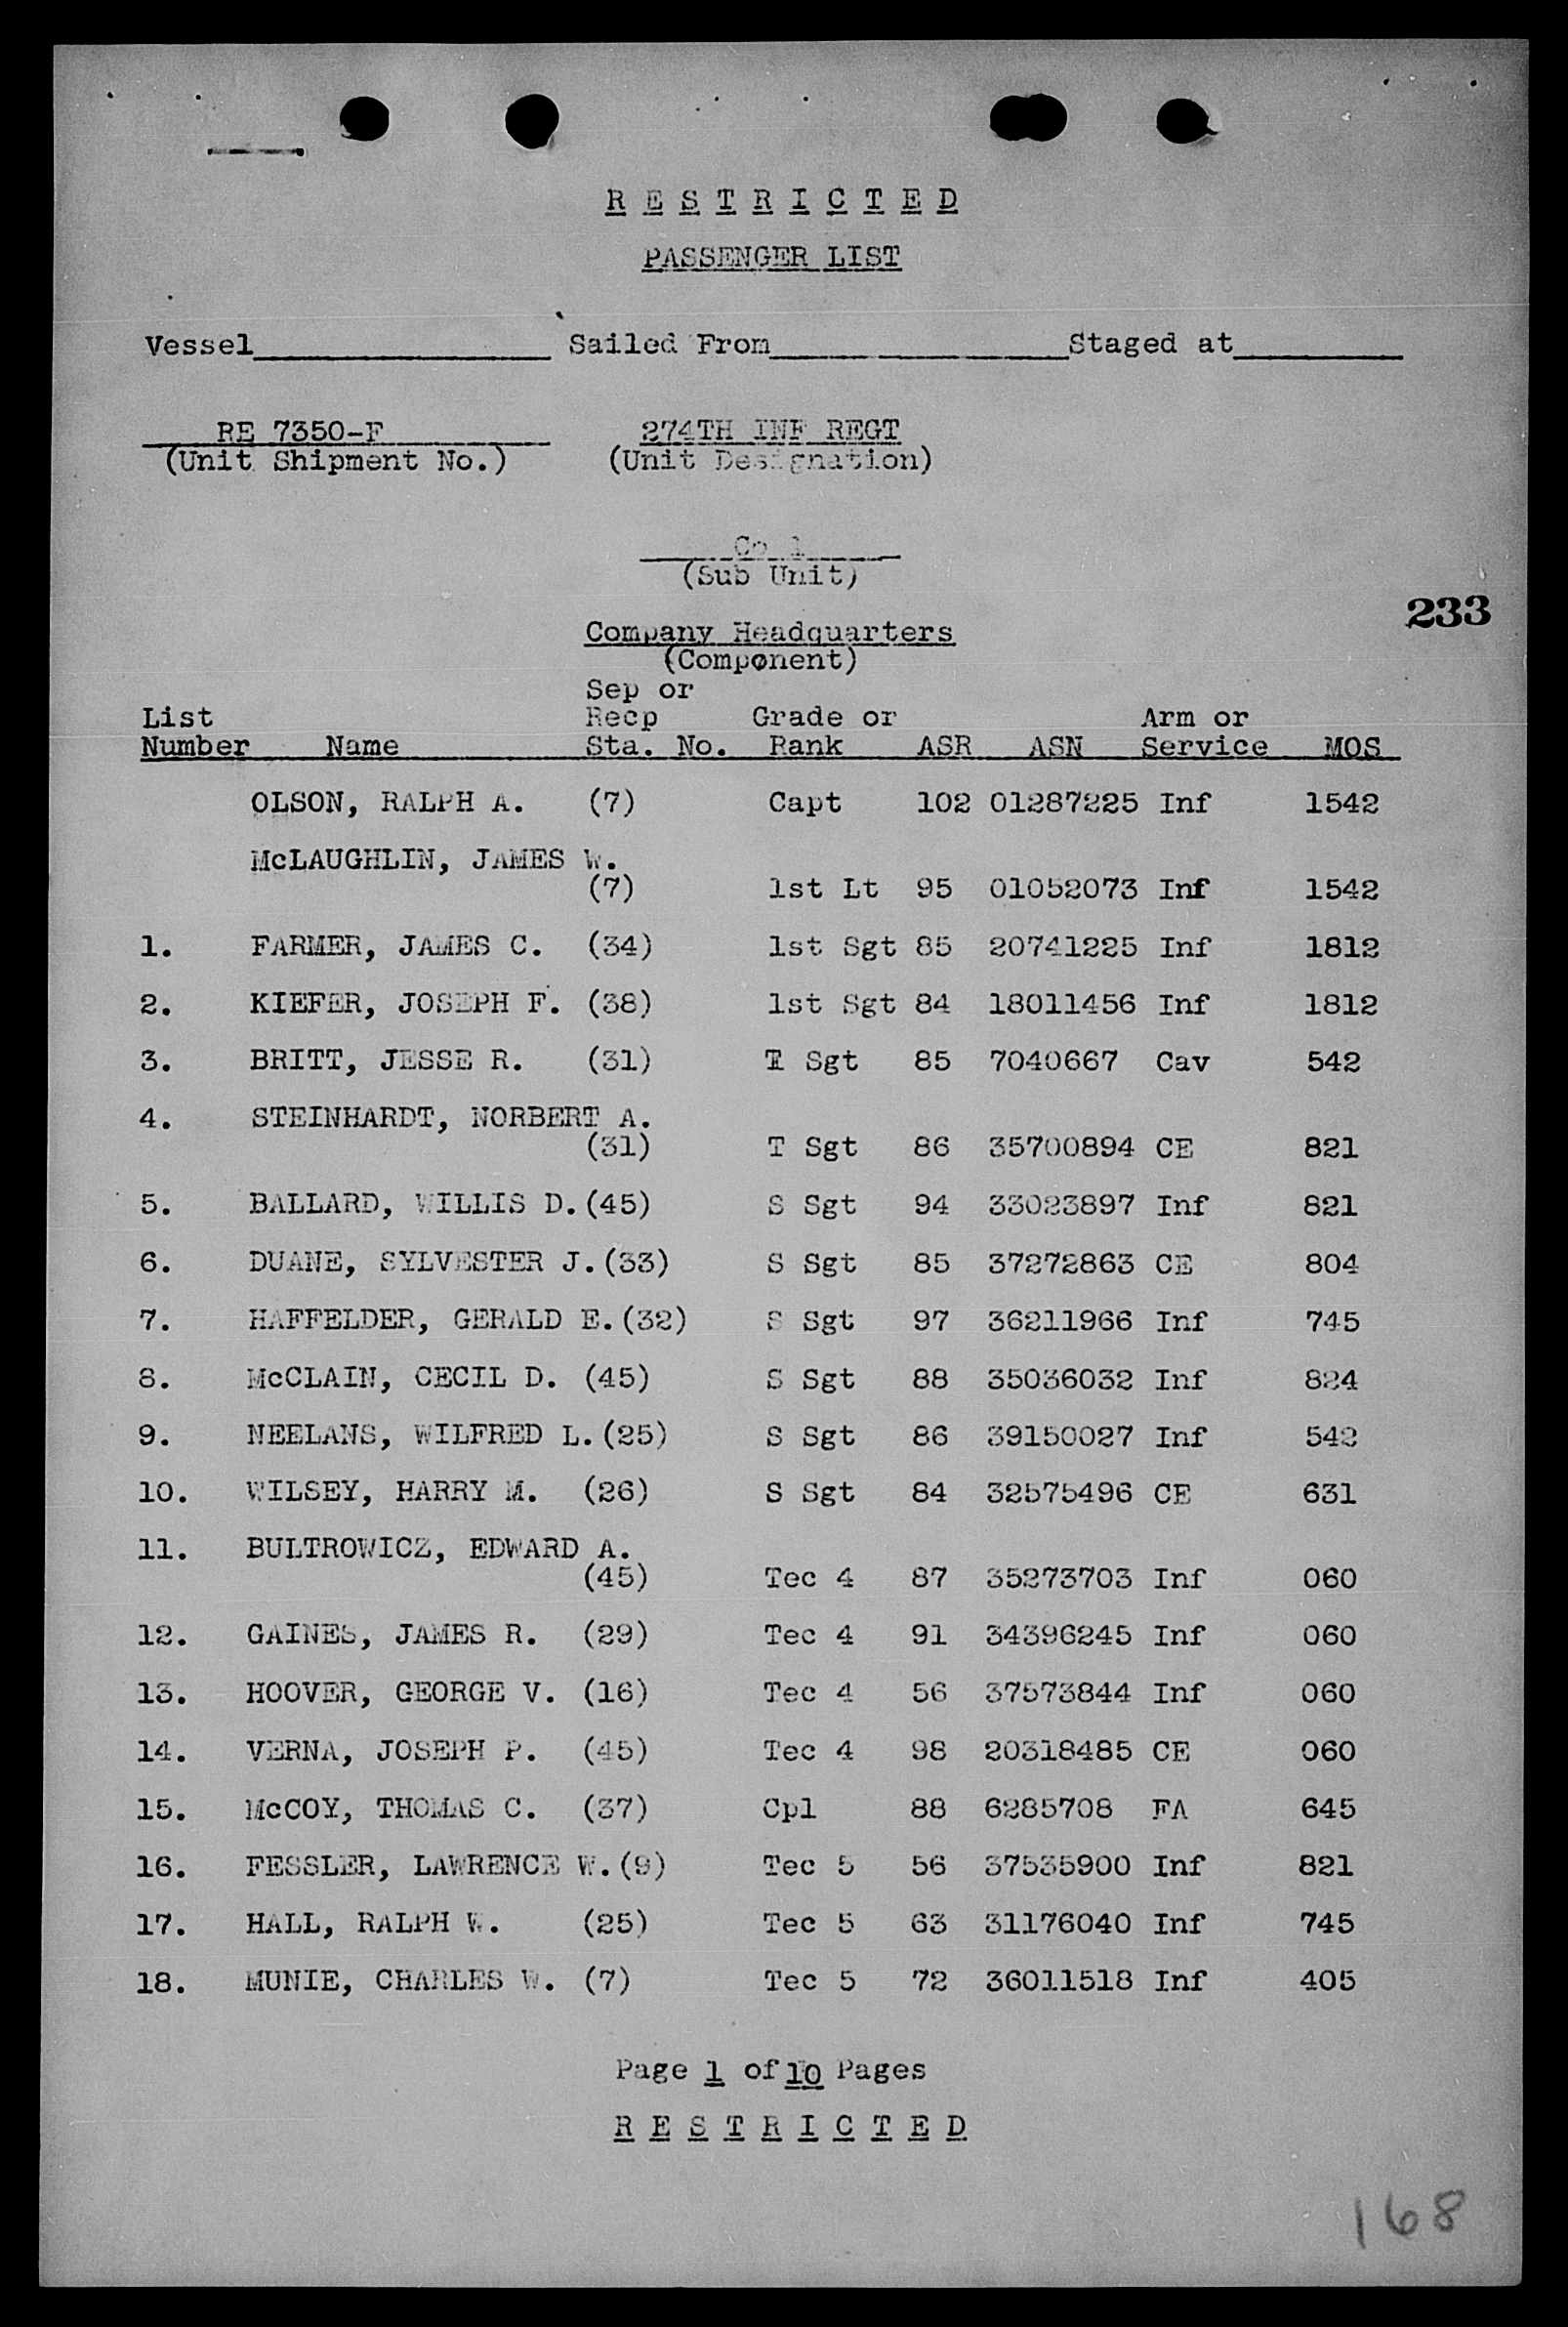 R E S T R I C T E D
PASSENGER LIST
Vessel________________ Sailed From________________Staged at_________
RE 7350-F 274TH INF REGT
(Unit Shipment No.) (Unit Designation)
Co 1
(Sub Unit)
233
Company Headquarters
(Component)
Sep or
List Recp Grade or Arm or
Number Name Sta. No. Rank ASR ASN Service MOS
OLSON, RALPH A. (7) Capt 102 01287225 Inf 1542
McLAUGHLIN, JAMES W.
(7) 1st Lt 95 01052073 Inf 1542
1. FARMER, JAMES C. (34) 1st Sgt 85 20741225 Inf 1812
2. KIEFER, JOSEPH F. (38) 1st Sgt 84 18011456 Inf 1812
3. BRITT, JESSE R. (31) T Sgt 85 7040667 Cav 542
4. STEINHARDT, NORBERT A.
(31) T Sgt 86 35700894 CE 821
5. BALLARD, WILLIS D.(45) S Sgt 94 33023897 Inf 821
6. DUANE, SYLVESTER J.(33) S Sgt 85 37272863 CE 804
7. HAFFELDER, GERALD E.(32) S Sgt 97 36211966 Inf 745
8. McCLAIN, CECIL D. (45) S Sgt 88 35036032 Inf 824
9. NEELANS, WILFRED L.(25) S Sgt 86 39150027 Inf 542
10. WILSEY, HARRY M. (26) S Sgt 84 32575496 CE 631
11. BULTROWICZ, EDWARD A.
(45) Tec 4 87 35273703 Inf 060
12. GAINES, JAMES R. (29) Tec 4 91 34396245 Inf 060
13. HOOVER, GEORGE V. (16) Tec 4 56 37573844 Inf 060
14. VERNA, JOSEPH P. (45) Tec 4 98 20318485 CE 060
15. McCOY, THOMAS C. (37) Cpl 88 6285708 FA 645
16. FESSLER, LAWRENCE W.(9) Tec 5 56 37535900 Inf 821
17. HALL, RALPH W. (25) Tec 5 63 31176040 Inf 745
18. MUNIE, CHARLES W. (7) Tec 5 72 36011518 Inf 405
Page 1 of 10 Pages
R E S T R I C T E D
168